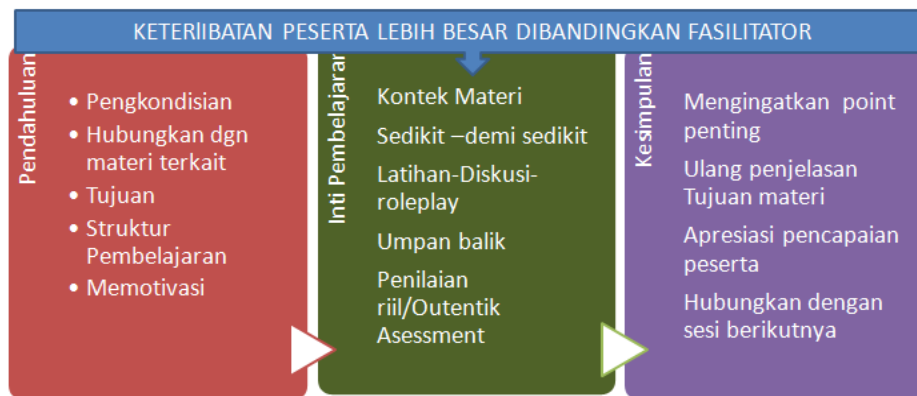 KETERlIBATAN PESERTA LEBIH BESAR DIBANDINGKAN FASILITATOR
Pendahuluan
• Pengkondisian
• Hubungkan dgn
materi terkait
• Tujuan
• Struktur
Pembelajaran
• Memotivasi
Inti Pembelajaran
Kontek Materi
Sedikit –demi sedikit
Latihan-Diskusi-
roleplay
Umpan balik
Penilaian
riil/Outentik
Asessment
Kesimpulan
Mengingatkan point
penting
Ulang penjelasan
Tujuan materi
Apresiasi pencapaian
peserta
Hubungkan dengan
sesi berikutnya